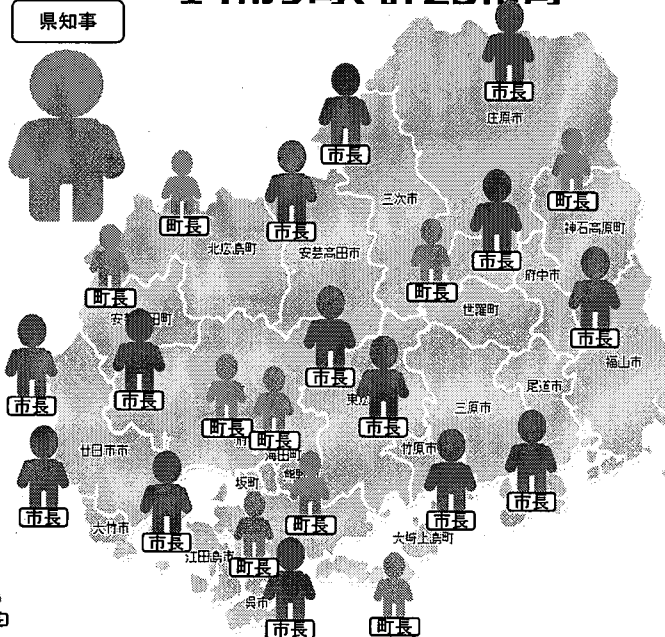 県知事
市長
庄原市
市長
三次市
町長
神石高原町
町長
北広島町
市長
安芸高田市
市長
府中市
町長
世羅町
町長
市長
福山市
市長
市長
市長
市長
尾道市
三原市
町長
町長
海田町
市長
竹原市
廿日市市
坂町
市長
大竹市
市長
江田島市
町長
町長
大崎上島町
市長
市長
呉市
市長
町長